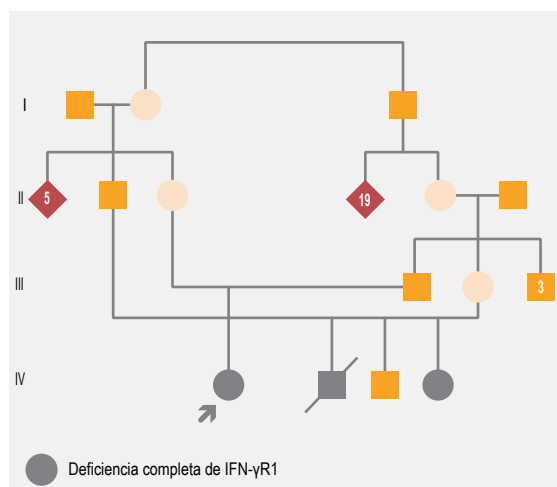 I
II
5
19
III
3
IV
Deficiencia completa de IFN-γR1